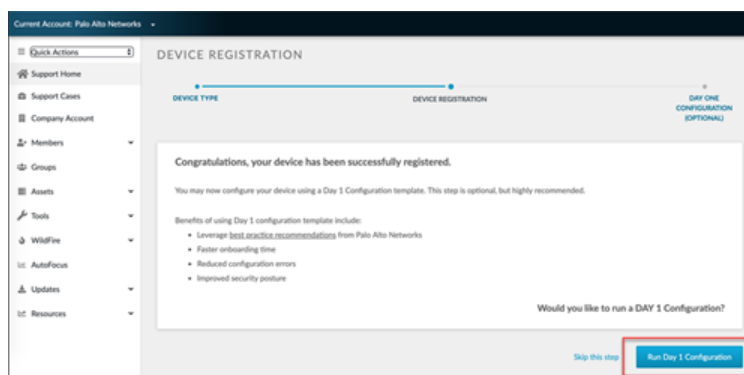 Current Account: Palo Alto Networks
Quick Actions
Support Home
Support Cases
Company Account
Members
Groups
Assets
Tools
WildFire
AutoFocus
Updates
Resources
DEVICE REGISTRATION
DEVICE TYPE
DEVICE REGISTRATION
DAY ONE
CONFIGURATION
(OPTIONAL)
Congratulations, your device has been successfully registered.
You may now configure your device using a Day 1 Configuration template. This step is optional, but highly recommended.
Benefits of using Day 1 configuration template include:
• Leverage best practice recommendations from Palo Alto Networks
• Faster onboarding time
• Reduced configuration errors
• Improved security posture
Would you like to run a DAY 1 Configuration?
Skip this step
Run Day 1 Configuration